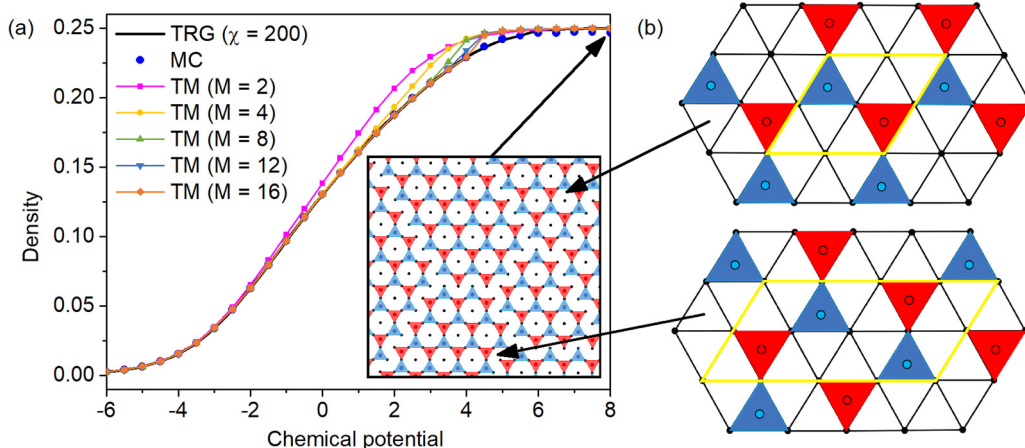 (a)
TRG (χ = 200)
MC
TM (M = 2)
TM (M = 4)
TM (M = 8)
TM (M = 12)
TM (M = 16)
0.25
0.20
0.15
0.10
0.05
0.00
Density
-6
-4
-2
0
2
4
6
8
Chemical potential
(b)